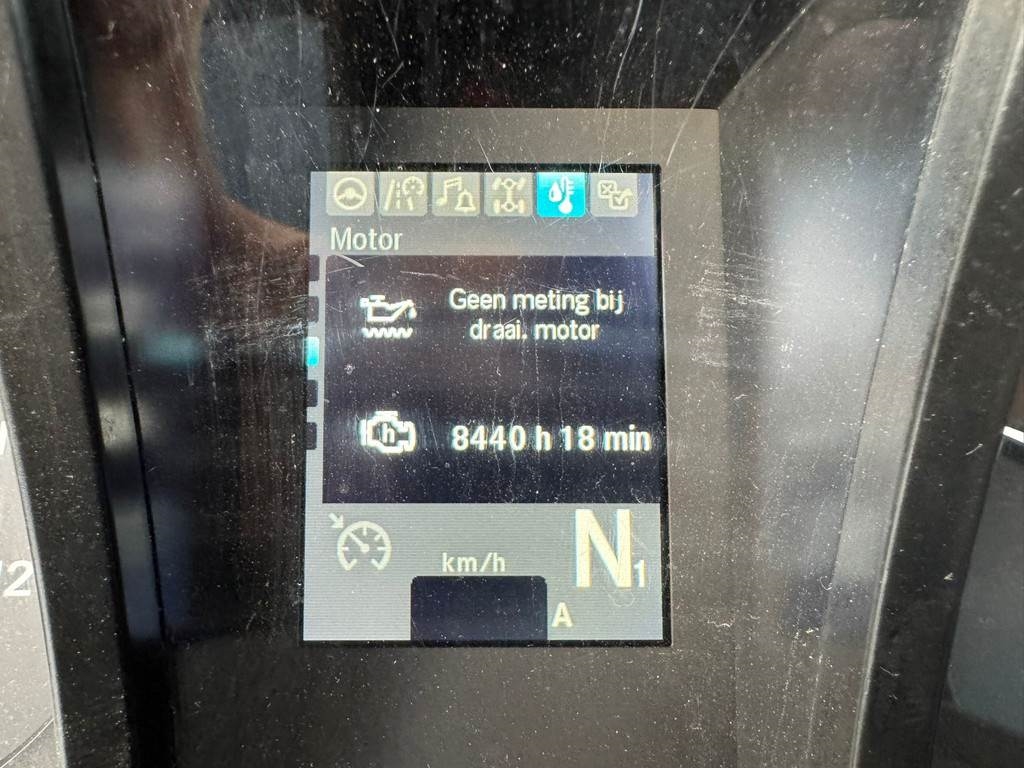 Motor
Geen meting bij
draai. motor
h
8440 h 18 min
km/h
N1
A